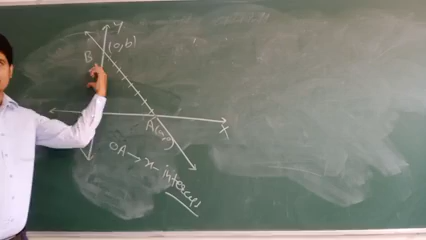 Y
B (0,b)
X
OA → x-intercept